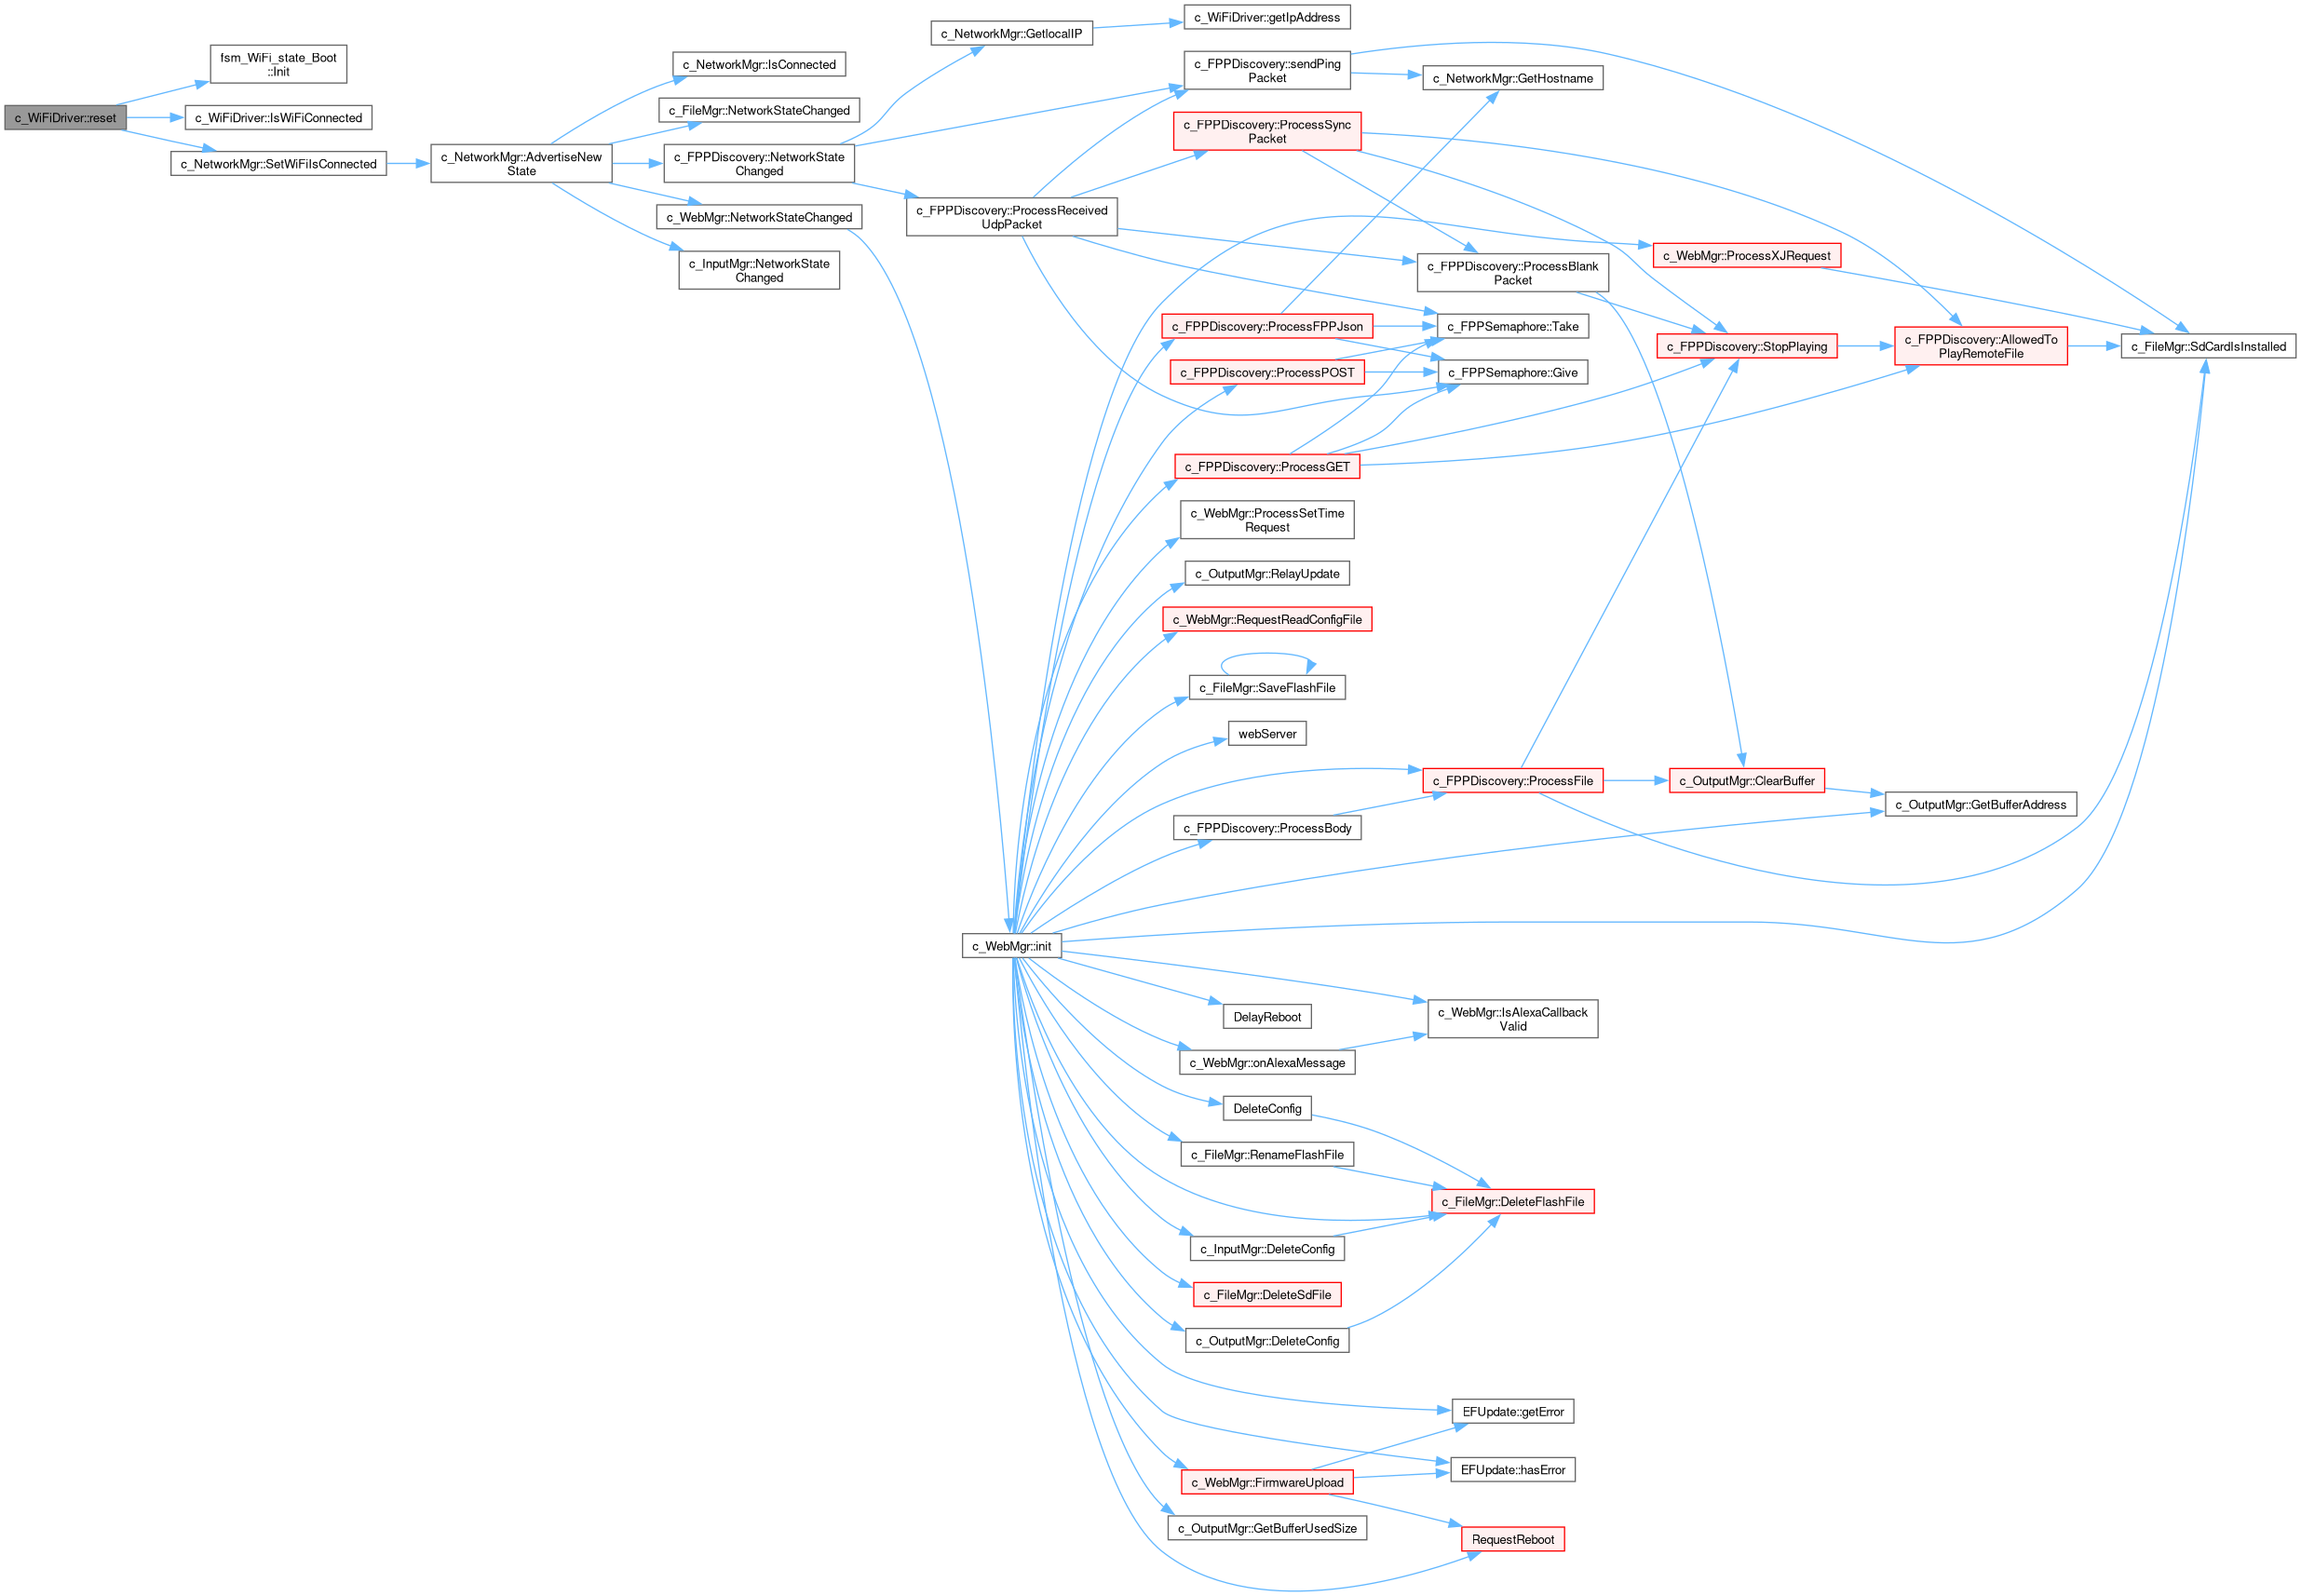 c_WiFiDriver::reset
fsm_WiFi_state_Boot
::Init
c_WiFiDriver::IsWiFiConnected
c_NetworkMgr::SetWiFiIsConnected
c_NetworkMgr::AdvertiseNew
State
c_NetworkMgr::IsConnected
c_FileMgr::NetworkStateChanged
c_FPPDiscovery::NetworkState
Changed
c_WebMgr::NetworkStateChanged
c_InputMgr::NetworkState
Changed
c_NetworkMgr::GetlocalIP
c_FPPDiscovery::ProcessReceived
UdpPacket
c_WebMgr::init
c_WiFiDriver::getIpAddress
c_FPPDiscovery::sendPing
Packet
c_FPPDiscovery::ProcessSync
Packet
c_FPPDiscovery::ProcessFPPJson
c_FPPDiscovery::ProcessPOST
c_FPPDiscovery::ProcessGET
c_WebMgr::ProcessSetTime
Request
c_OutputMgr::RelayUpdate
c_WebMgr::RequestReadConfigFile
c_FileMgr::SaveFlashFile
webServer
c_FPPDiscovery::ProcessBody
DelayReboot
c_WebMgr::onAlexaMessage
DeleteConfig
c_FileMgr::RenameFlashFile
c_InputMgr::DeleteConfig
c_FileMgr::DeleteSdFile
c_OutputMgr::DeleteConfig
c_WebMgr::FirmwareUpload
c_OutputMgr::GetBufferUsedSize
c_NetworkMgr::GetHostname
c_FPPDiscovery::ProcessBlank
Packet
c_FPPSemaphore::Take
c_FPPSemaphore::Give
c_FPPDiscovery::ProcessFile
c_WebMgr::IsAlexaCallback
Valid
c_FileMgr::DeleteFlashFile
EFUpdate::getError
EFUpdate::hasError
RequestReboot
c_WebMgr::ProcessXJRequest
c_FPPDiscovery::StopPlaying
c_OutputMgr::ClearBuffer
c_FPPDiscovery::AllowedTo
PlayRemoteFile
c_OutputMgr::GetBufferAddress
c_FileMgr::SdCardIsInstalled